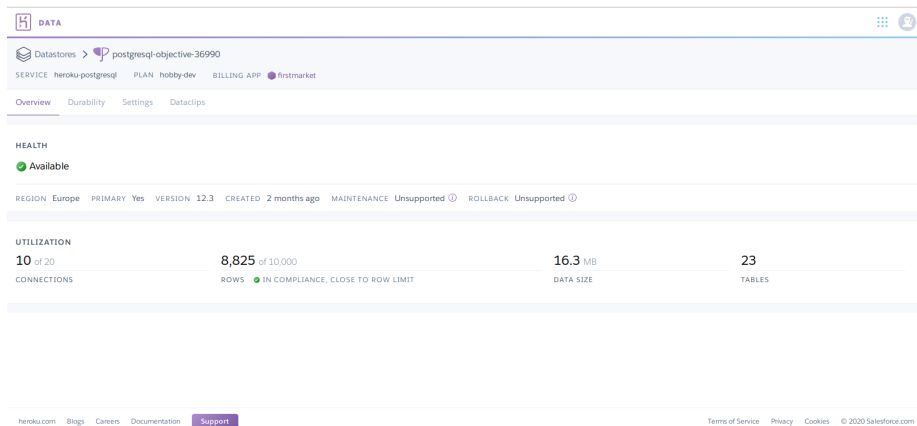 DATA
Datastores postgresql-objective-36990
SERVICE heroku-postgresql PLAN hobby-dev BILLING APP firstmarket
Overview Durability Settings Dataclips
HEALTH
Available
REGION Europe PRIMARY Yes VERSION 12.3 CREATED 2 months ago MAINTENANCE Unsupported ROLLBACK Unsupported
UTILIZATION
10 of 20 8,825 of 10,000 16.3 MB 23
CONNECTIONS ROWS IN COMPLIANCE, CLOSE TO ROW LIMIT DATA SIZE TABLES
heroku.com Blogs Careers Documentation Support Terms of Service Privacy Cookies © 2020 Salesforce.com